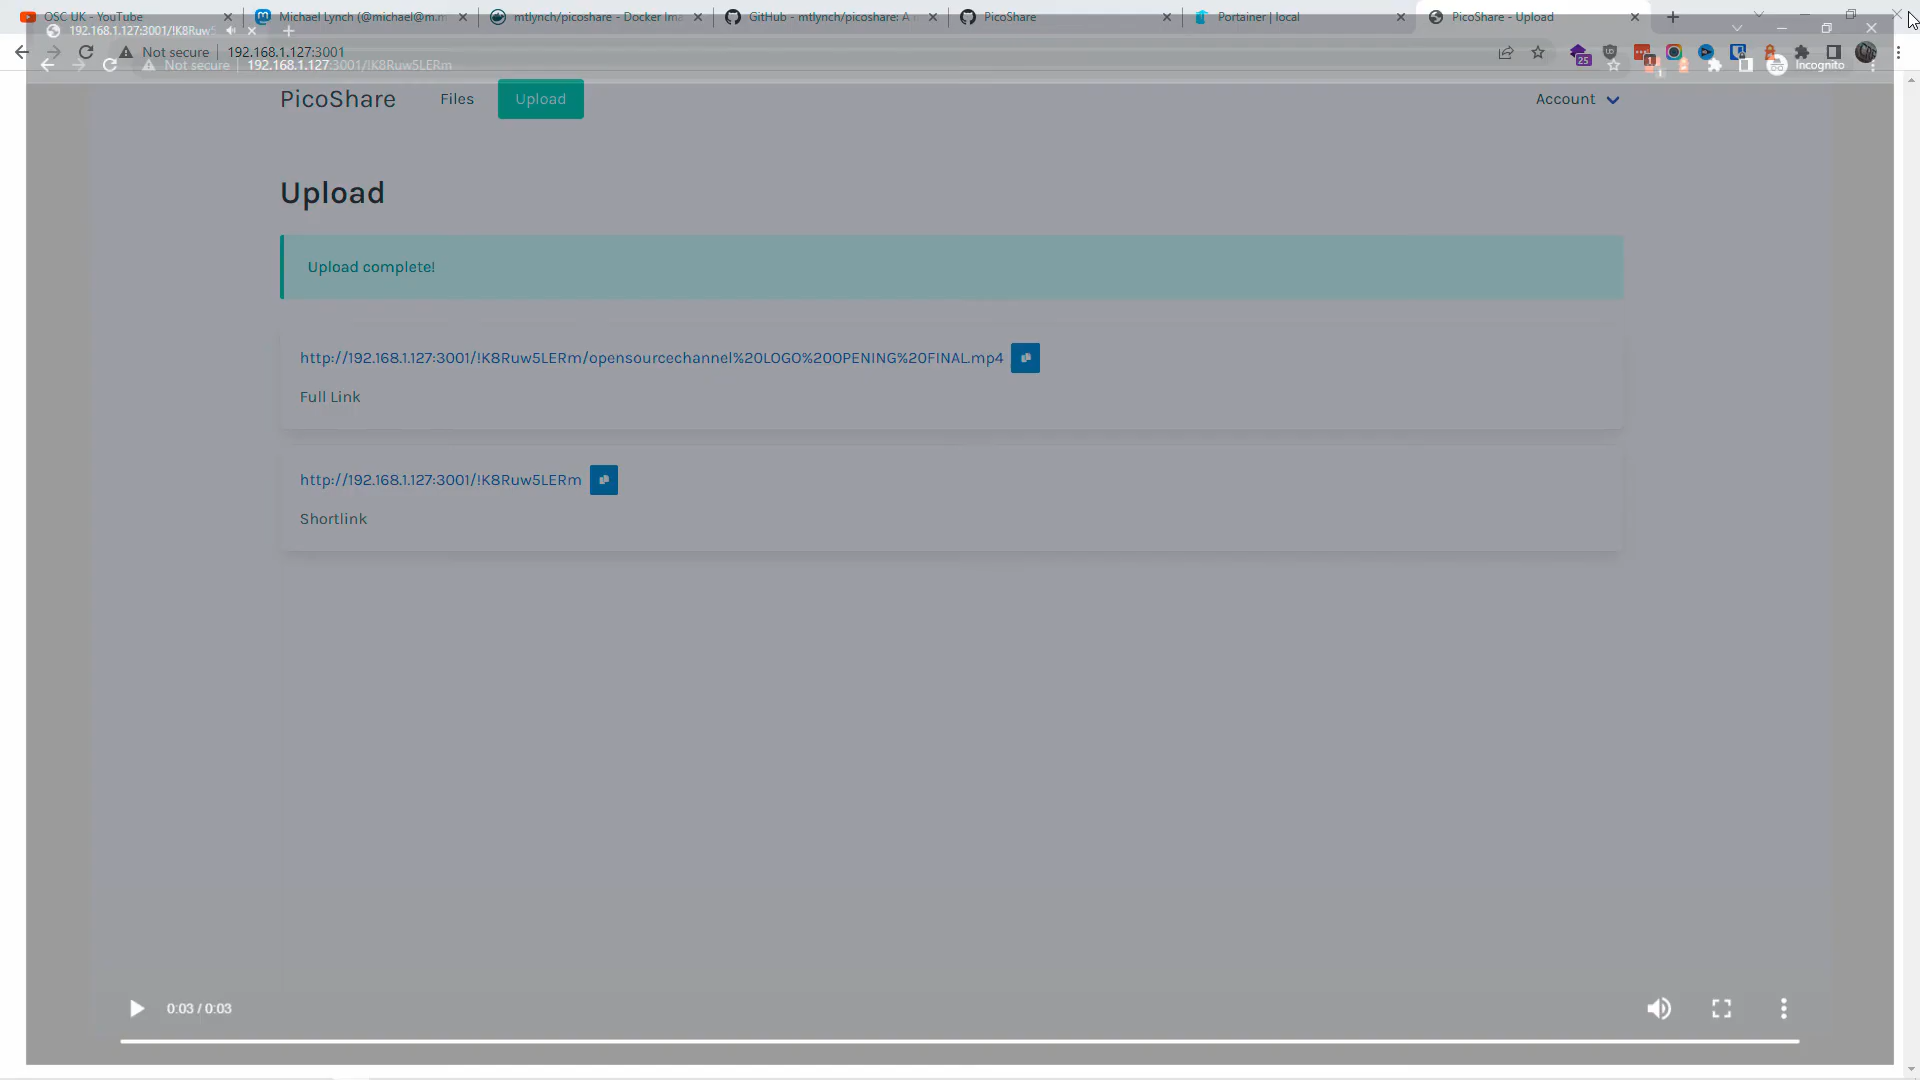 OSC UK - YouTube
Michael Lynch (@michael@m.m
mtlynch/picoshare - Docker Ima
GitHub - mtlynch/picoshare: A
PicoShare
Portainer | local
PicoShare - Upload
192.168.1.127:3001/!K8Ruw5
Not secure
192.168.1.127:3001
25
1
Not secure
192.168.1.127:3001/!K8Ruw5LERm
1
Incognito
PicoShare
Files
Upload
Account
Upload
Upload complete!
http://192.168.1.127:3001/!K8Ruw5LERm/opensourcechannel%20LOGO%20OPENING%20FINAL.mp4
Full Link
http://192.168.1.127:3001/!K8Ruw5LERm
Shortlink
0:03 / 0:03